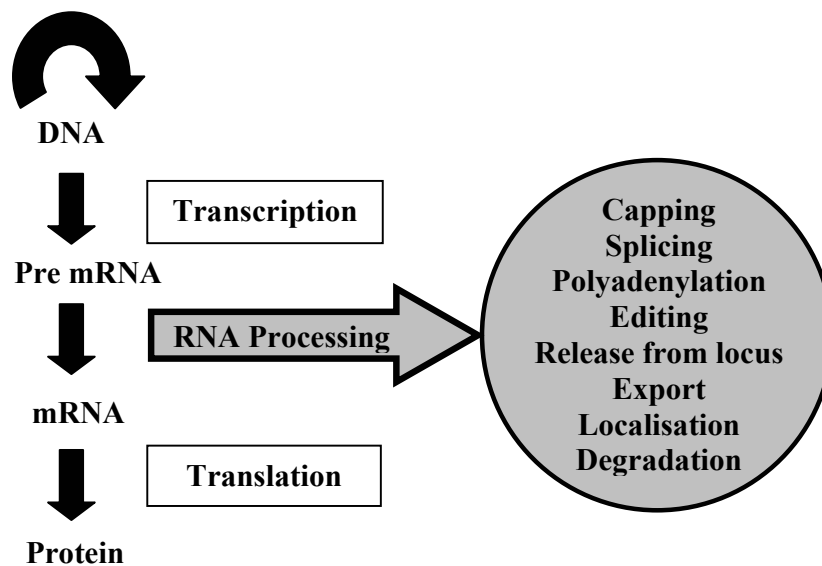 DNA
Transcription
Pre mRNA
RNA Processing
mRNA
Translation
Protein
Capping
Splicing
Polyadenylation
Editing
Release from locus
Export
Localisation
Degradation